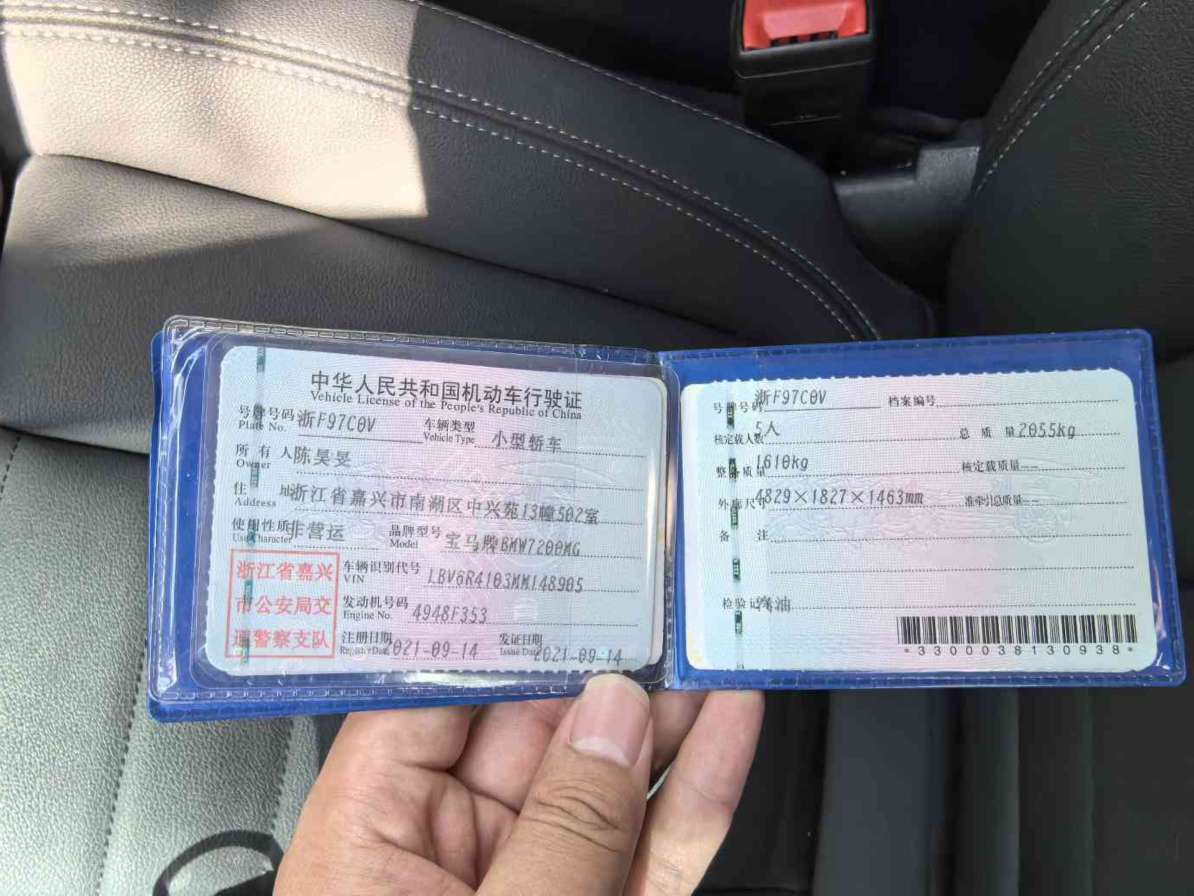 中华人民共和国机动车行驶证
Vehicle License of the People's Republic of China
号牌号码 浙F97C0V 车辆类型 小型轿车
Plate No. Vehicle Type
所有人 陈昊旻
Owner
住址 浙江省嘉兴市南湖区中兴苑13幢502室
Address
使用性质 非营运 品牌型号 宝马牌BMW7200MG
Use Character Model
浙江省嘉兴
市公安局交
通警察支队
车辆识别代号 LBV6R4103MM148905
VIN
发动机号码 4948F353
Engine No.
注册日期 2021-09-14 发证日期 2021-09-14
Register Date Issue Date
号牌号码 浙F97C0V 档案编号
核定载人数 5人 总质量 2055kg
整备质量 1610kg 核定载质量 --
外廓尺寸 4829×1827×1463mm 准牵引总质量 --
备注
检验记录 汽油
*3300038130938*